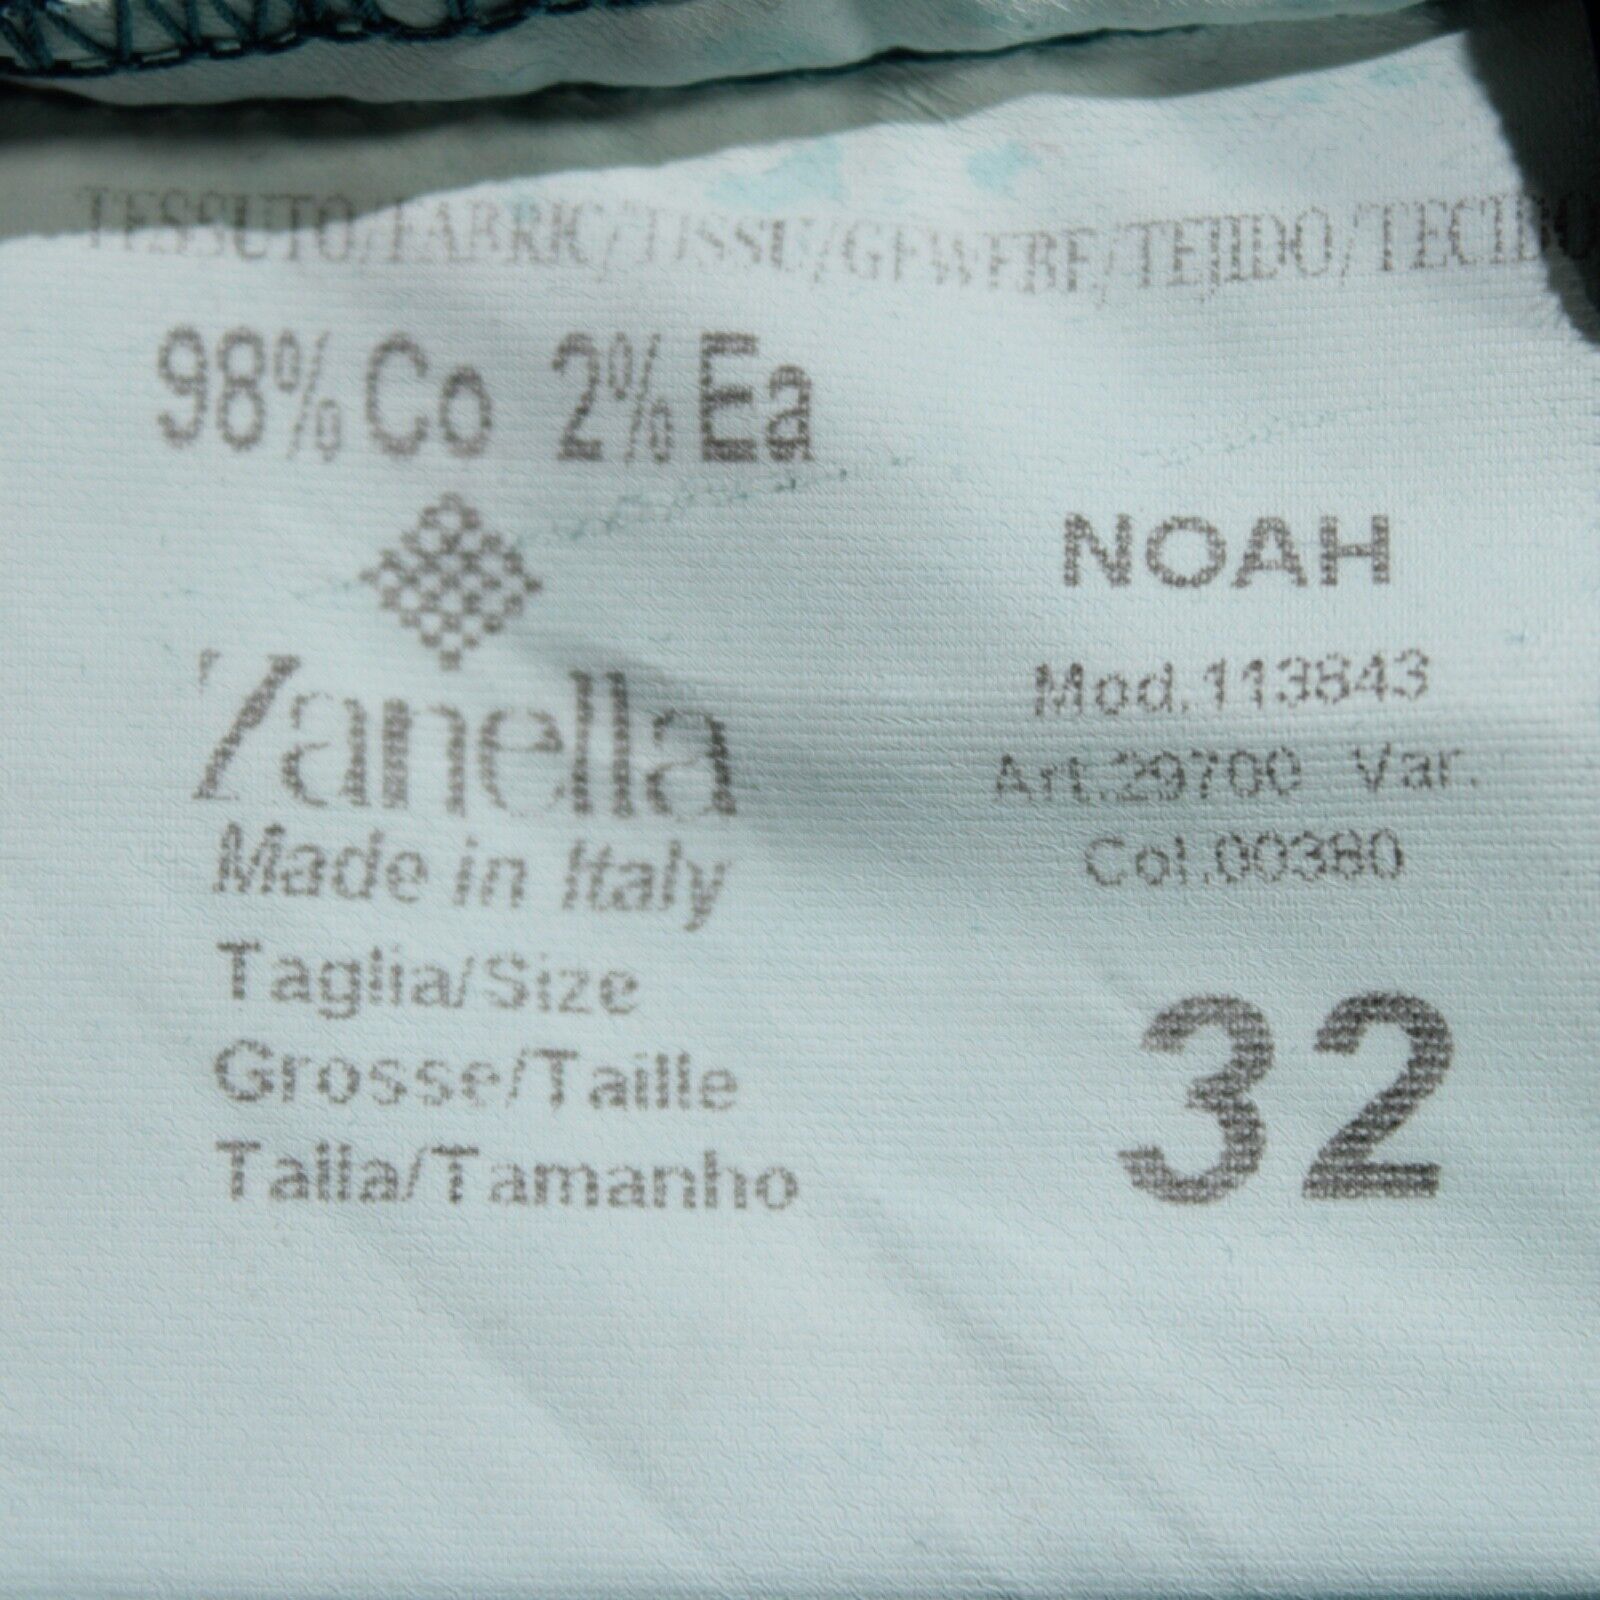 TESSUTO/FABRIC/TISSU/GEWEBE/TEJIDO/TECIDO
98% Co 2% Ea
Zanella
Made in Italy
NOAH
Mod.113843
Art.29700 Var.
Col.00380
Taglia/Size
Grosse/Taille
Talla/Tamanho
32